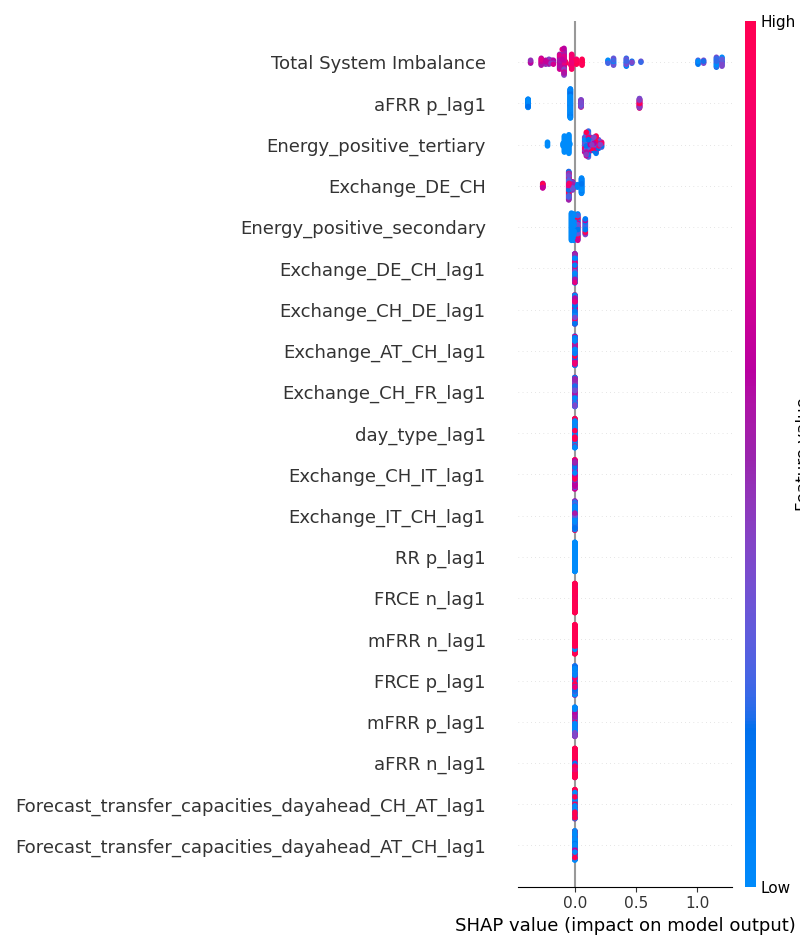 High
Total System Imbalance
aFRR p_lag1
Energy_positive_tertiary
Exchange_DE_CH
Energy_positive_secondary
Exchange_DE_CH_lag1
Exchange_CH_DE_lag1
Exchange_AT_CH_lag1
Exchange_CH_FR_lag1
day_type_lag1
Exchange_CH_IT_lag1
Exchange_IT_CH_lag1
RR p_lag1
FRCE n_lag1
mFRR n_lag1
FRCE p_lag1
mFRR p_lag1
aFRR n_lag1
Forecast_transfer_capacities_dayahead_CH_AT_lag1
Forecast_transfer_capacities_dayahead_AT_CH_lag1
Low
0.0 0.5 1.0
SHAP value (impact on model output)